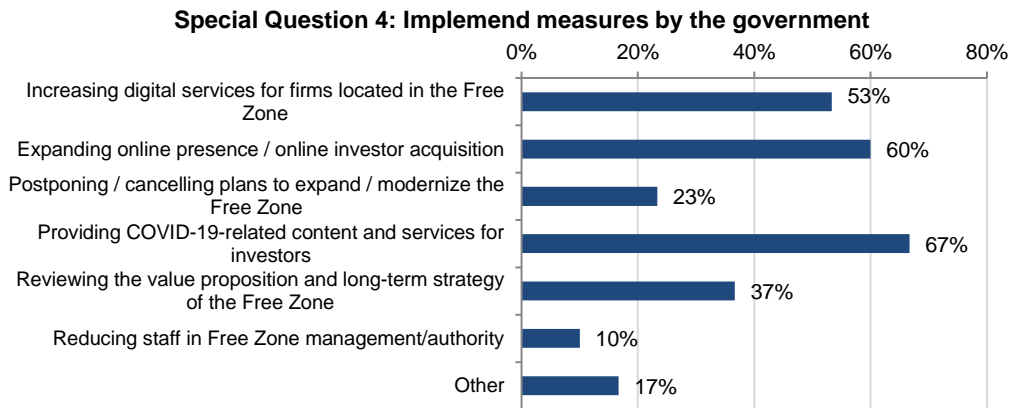 Special Question 4: Implemend measures by the government
0% 20% 40% 60% 80%
Increasing digital services for firms located in the Free
Zone
53%
Expanding online presence / online investor acquisition
60%
Postponing / cancelling plans to expand / modernize the
Free Zone
23%
Providing COVID-19-related content and services for
investors
67%
Reviewing the value proposition and long-term strategy
of the Free Zone
37%
Reducing staff in Free Zone management/authority
10%
Other
17%